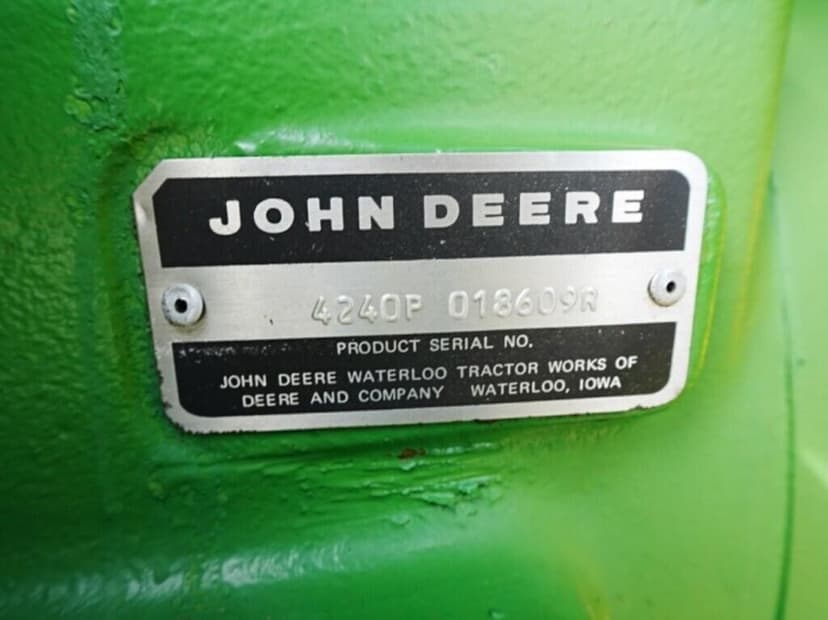 JOHN DEERE
4240P 018609R
PRODUCT SERIAL NO.
JOHN DEERE WATERLOO TRACTOR WORKS OF
DEERE AND COMPANY WATERLOO, IOWA